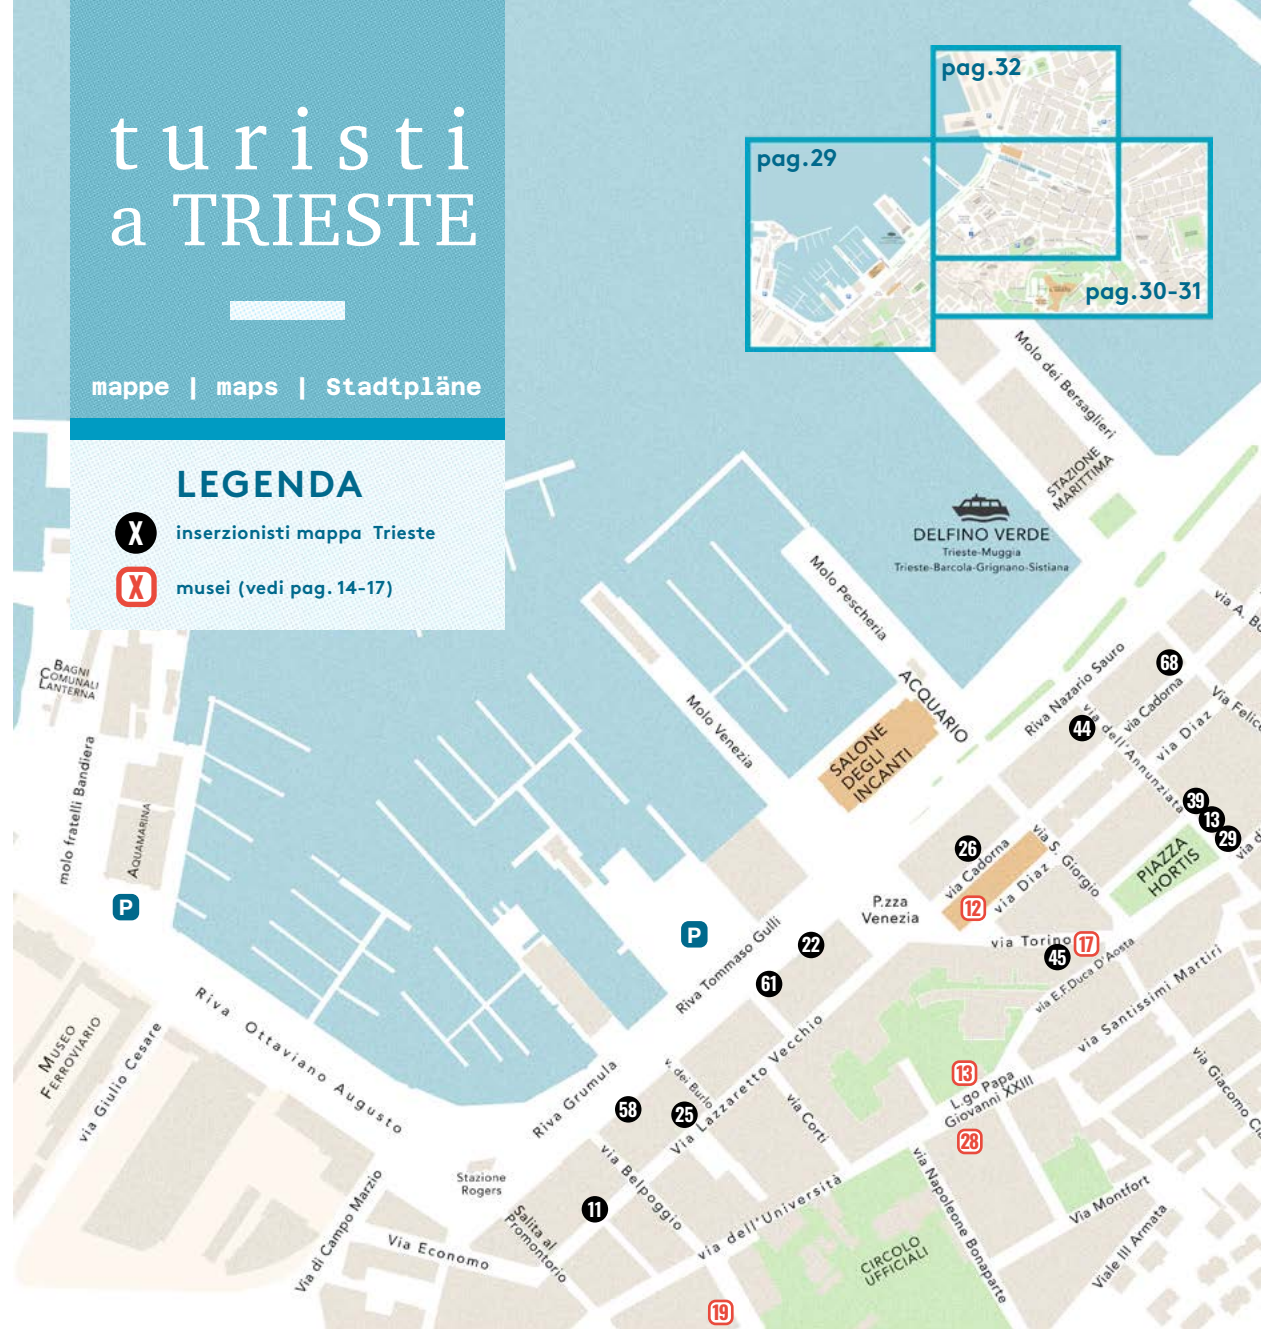 turisti
a TRIESTE
mappe | maps | Stadtpläne
LEGENDA
X inserzionisti mappa Trieste
X musei (vedi pag. 14-17)
pag.32
pag.29
pag.30-31
Molo dei Bersaglieri
STAZIONE
MARITTIMA
DELFINO VERDE
Trieste-Muggia
Trieste-Barcola-Grignano-Sistiana
Molo Pescheria
ACQUARIO
SALONE
DEGLI
INCANTI
Molo Venezia
BAGNI
COMUNALI
LANTERNA
molo fratelli Bandiera
AQUAMARINA
P
P
Riva Nazario Sauro
via Cadorna
68
44
via dell'Annunziata
via Diaz
39
13
29
PIAZZA
HORTIS
26
via Cadorna
via S. Giorgio
via Diaz
12
P.zza
Venezia
via Torino
17
45
via E.F.Duca D'Aosta
via Santissimi Martiri
22
61
Riva Tommaso Gulli
Riva Ottaviano Augusto
MUSEO
FERROVIARIO
via Giulio Cesare
Riva Grumula
v. dei Burlo
Via Lazzaretto Vecchio
58
25
via Corti
13
L.go Papa
Giovanni XXIII
28
via Belpoggio
11
Stazione
Rogers
Salita al
Promontorio
Via di Campo Marzio
Via Economo
via dell'Università
via Napoleone Bonaparte
CIRCOLO
UFFICIALI
Via Montfort
Viale III Armata
via Giacomo
19